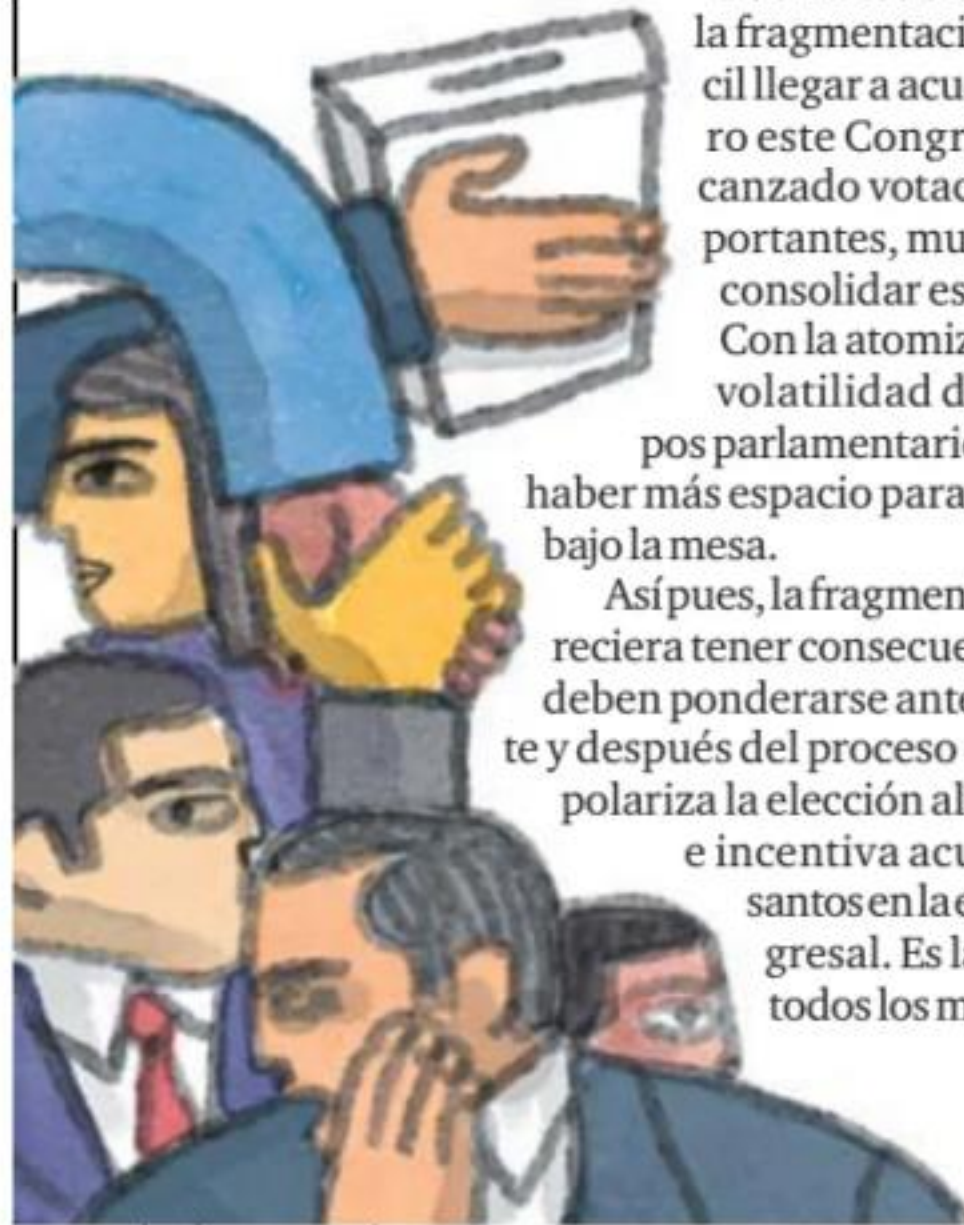 la fragmentaci
cil llegar a acu
ro este Congr
canzado votac
portantes, mu
consolidar es
Con la atomiz
volatilidad d
pos parlamentari
haber más espacio para
bajo la mesa.
Así pues, la fragmen
reciera tener consecue
deben ponderarse ante
te y después del proceso
polariza la elección al
e incentiva acu
santos en la e
gresal. Es la
todos los m